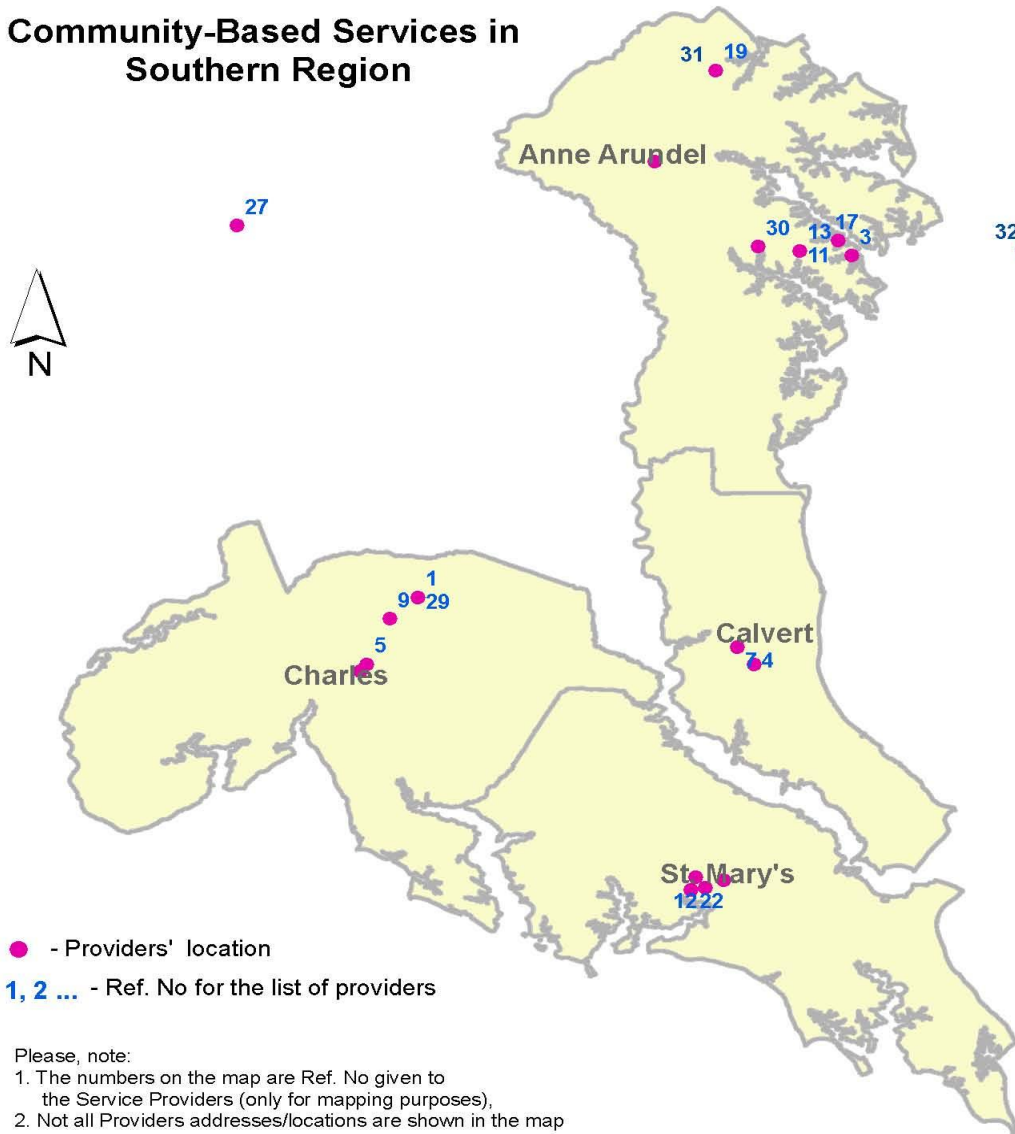 Community-Based Services in
Southern Region
31 19
Anne Arundel
27
30 13 17 3
11
32
N
1
9 29
5
Charles
Calvert
7 4
St. Mary's
12 22
- Providers' location
1, 2 ... - Ref. No for the list of providers
Please, note:
1. The numbers on the map are Ref. No given to
the Service Providers (only for mapping purposes),
2. Not all Providers addresses/locations are shown in the map